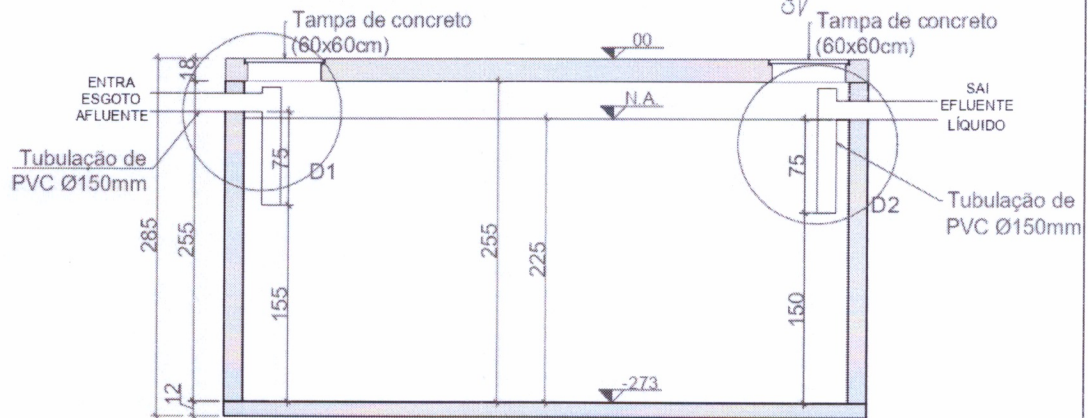 Tampa de concreto
(60x60cm)
Tampa de concreto
(60x60cm)
00
18
ENTRA
ESGOTO
AFLUENTE
N.A.
SAI
EFLUENTE
LÍQUIDO
Tubulação de
PVC Ø150mm
75
D1
75
D2
Tubulação de
PVC Ø150mm
285
255
255
225
155
150
12
-273